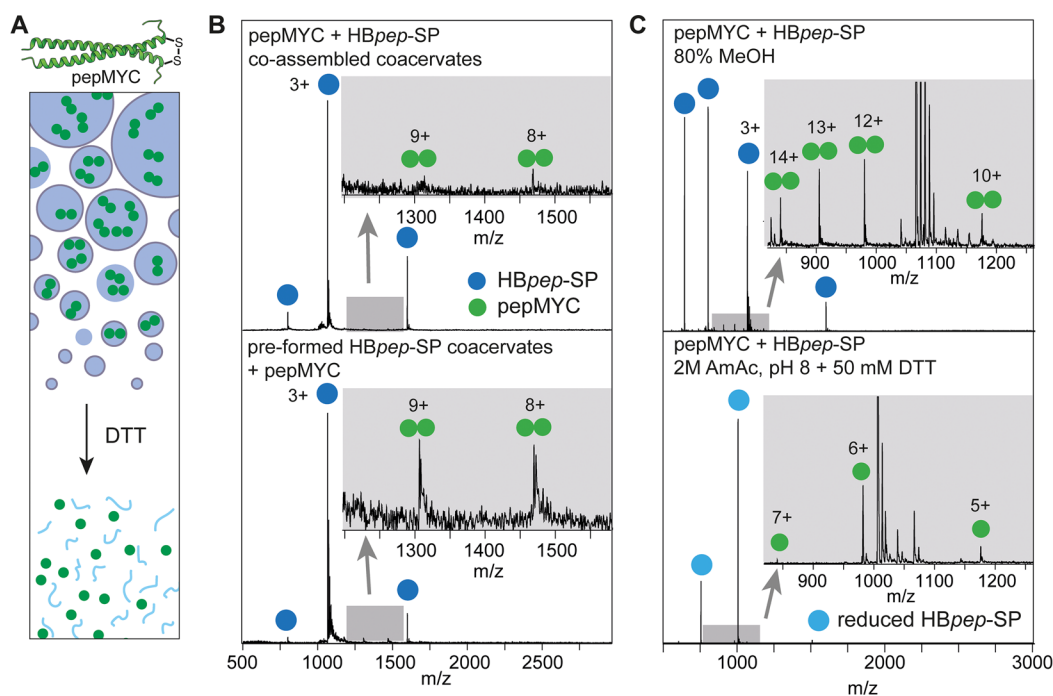 A
S
S
pepMYC
DTT
B
pepMYC + HBpep-SP
co-assembled coacervates
3+
9+
8+
1300
1400
1500
m/z
HBpep-SP
pepMYC
pre-formed HBpep-SP coacervates
+ pepMYC
3+
9+
8+
1300
1400
1500
m/z
500
1000
1500
2000
2500
m/z
C
pepMYC + HBpep-SP
80% MeOH
3+
14+
13+
12+
10+
900
1000
1100
1200
m/z
pepMYC + HBpep-SP
2M AmAc, pH 8 + 50 mM DTT
7+
6+
5+
900
1000
1100
1200
m/z
reduced HBpep-SP
1000
2000
3000
m/z